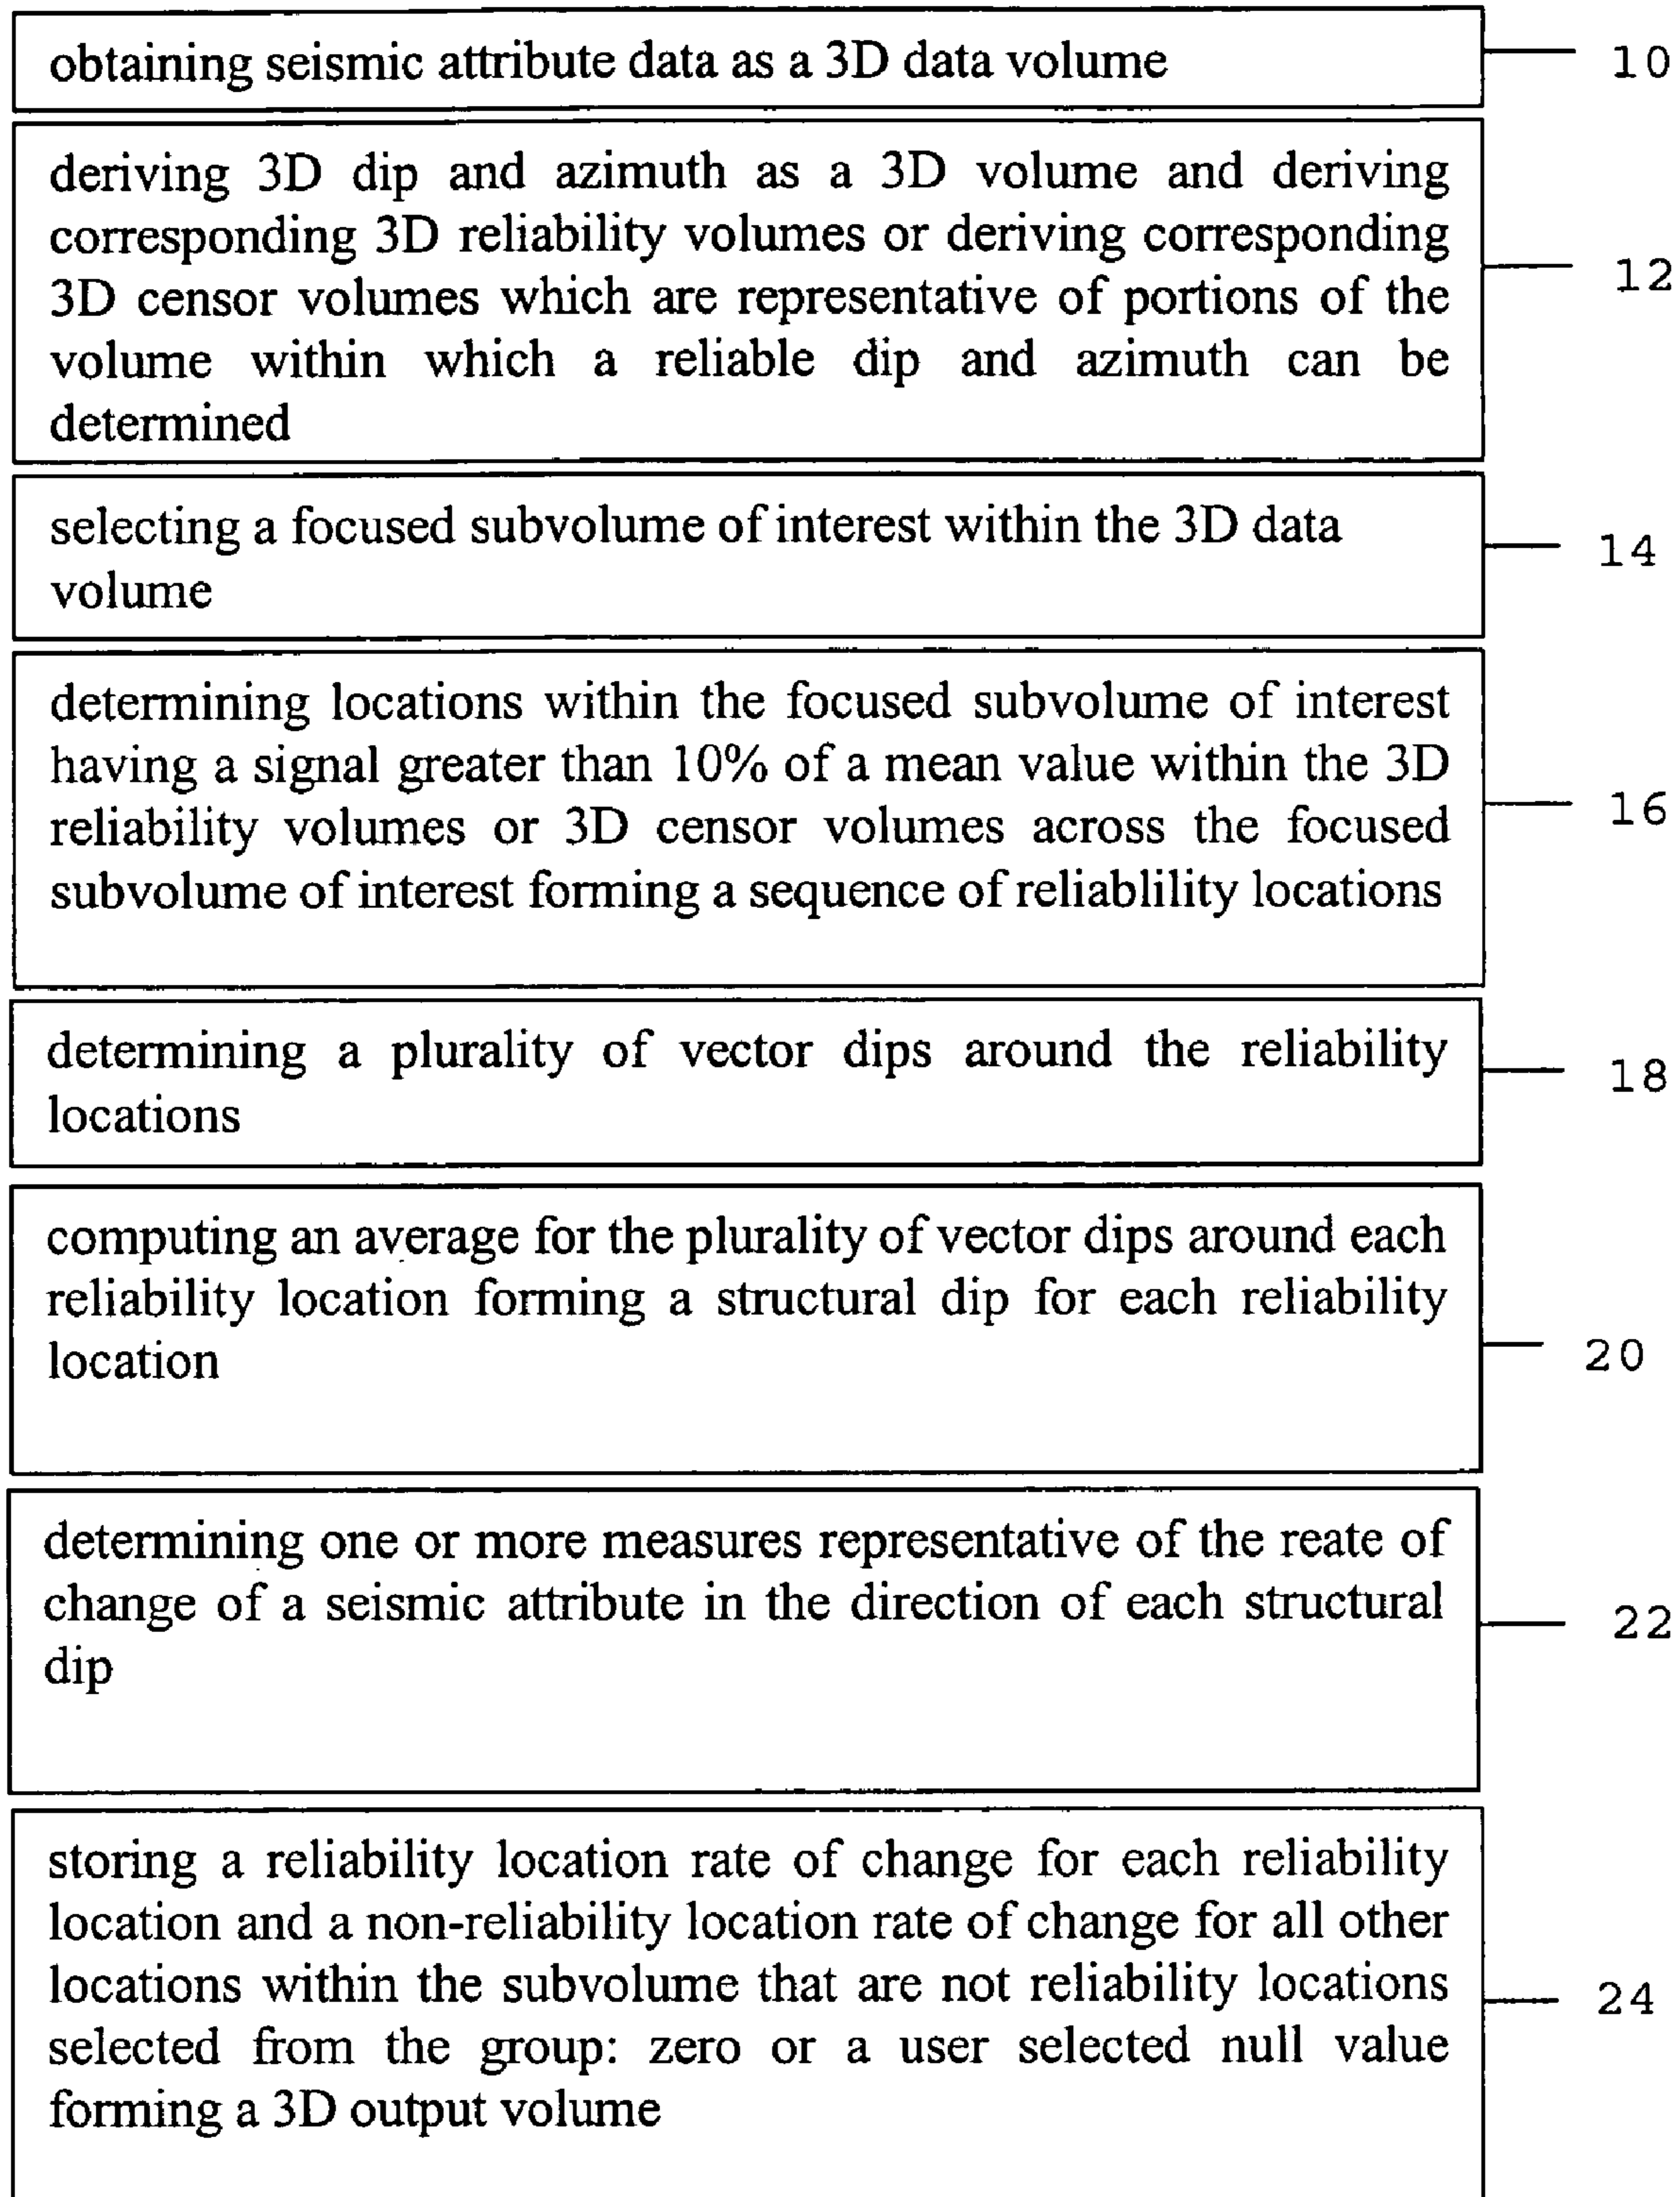 obtaining seismic attribute data as a 3D data volume
10
deriving 3D dip and azimuth as a 3D volume and deriving
corresponding 3D reliability volumes or deriving corresponding
3D censor volumes which are representative of portions of the
volume within which a reliable dip and azimuth can be
determined
12
selecting a focused subvolume of interest within the 3D data
volume
14
determining locations within the focused subvolume of interest
having a signal greater than 10% of a mean value within the 3D
reliability volumes or 3D censor volumes across the focused
subvolume of interest forming a sequence of reliablility locations
16
determining a plurality of vector dips around the reliability
locations
18
computing an average for the plurality of vector dips around each
reliability location forming a structural dip for each reliability
location
20
determining one or more measures representative of the reate of
change of a seismic attribute in the direction of each structural
dip
22
storing a reliability location rate of change for each reliability
location and a non-reliability location rate of change for all other
locations within the subvolume that are not reliability locations
selected from the group: zero or a user selected null value
forming a 3D output volume
24